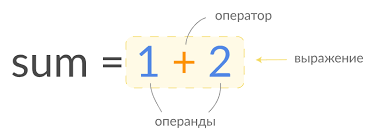 оператор
sum = 1 + 2
выражение
операнды